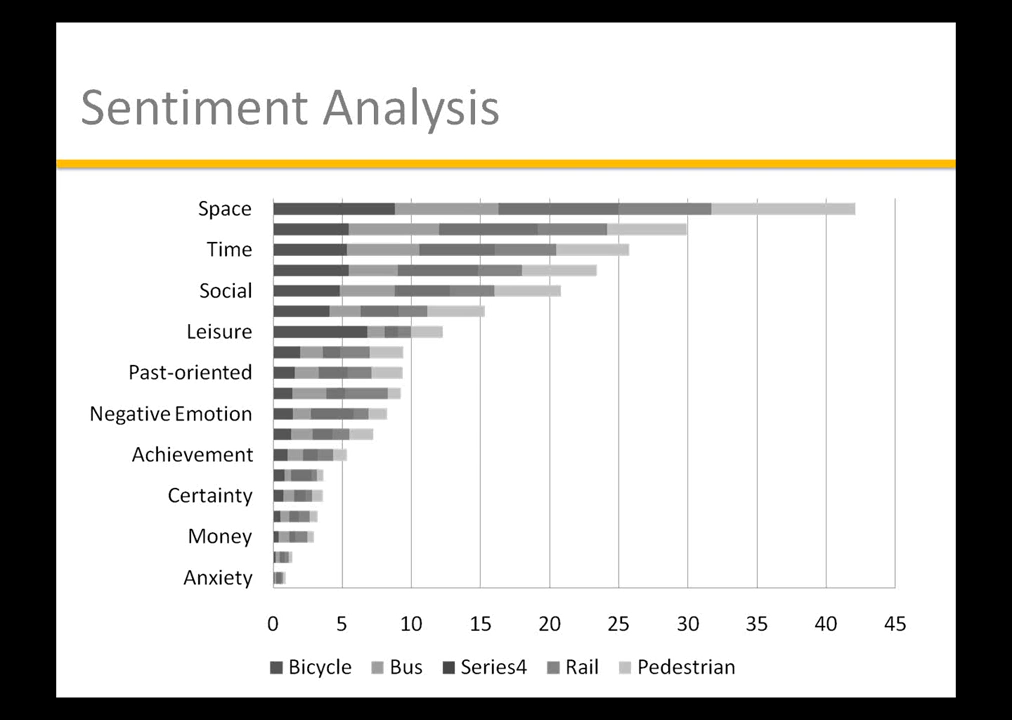 Sentiment Analysis
Space
Time
Social
Leisure
Past-oriented
Negative Emotion
Achievement
Certainty
Money
Anxiety
0 5 10 15 20 25 30 35 40 45
Bicycle Bus Series4 Rail Pedestrian